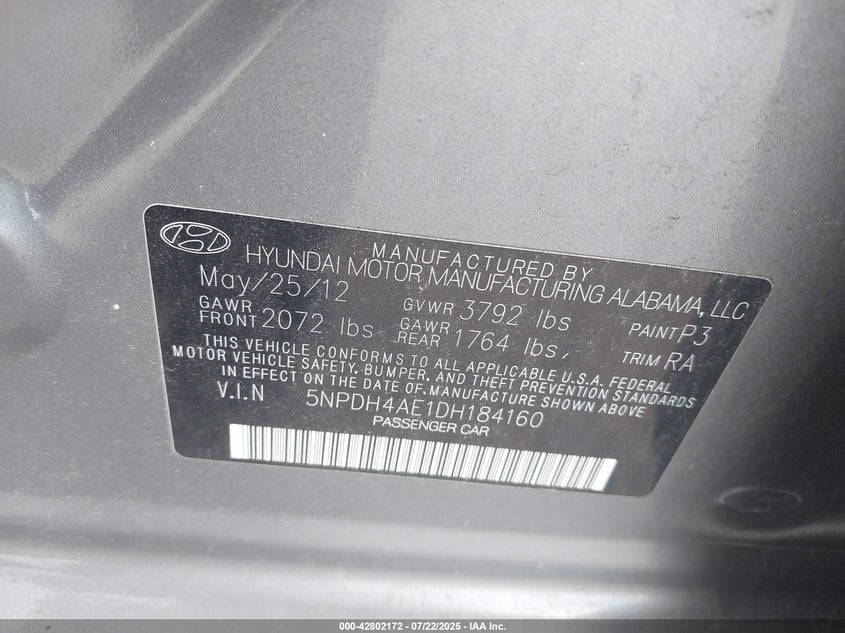 MANUFACTURED BY
HYUNDAI MOTOR MANUFACTURING ALABAMA, LLC
May/25/12 GVWR 3792 lbs PAINT P3
GAWR FRONT 2072 lbs GAWR REAR 1764 lbs, TRIM RA
THIS VEHICLE CONFORMS TO ALL APPLICABLE U.S.A. FEDERAL
MOTOR VEHICLE SAFETY, BUMPER, AND THEFT PREVENTION STANDARDS
IN EFFECT ON THE DATE OF MANUFACTURE SHOWN ABOVE
V.I.N 5NPDH4AE1DH184160
PASSENGER CAR
000-42802172 - 07/22/2025 - IAA Inc.